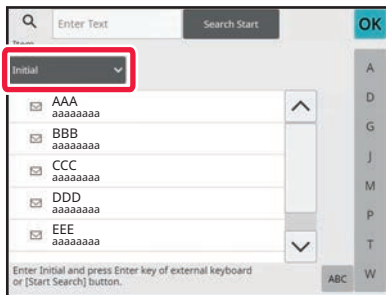 Enter Text
Search Start
OK
Item
Initial
AAA
aaaaaaaa
BBB
aaaaaaaa
CCC
aaaaaaaa
DDD
aaaaaaaa
EEE
aaaaaaaa
A
D
G
J
M
P
T
W
ABC
Enter Initial and press Enter key of external keyboard
or [Start Search] button.